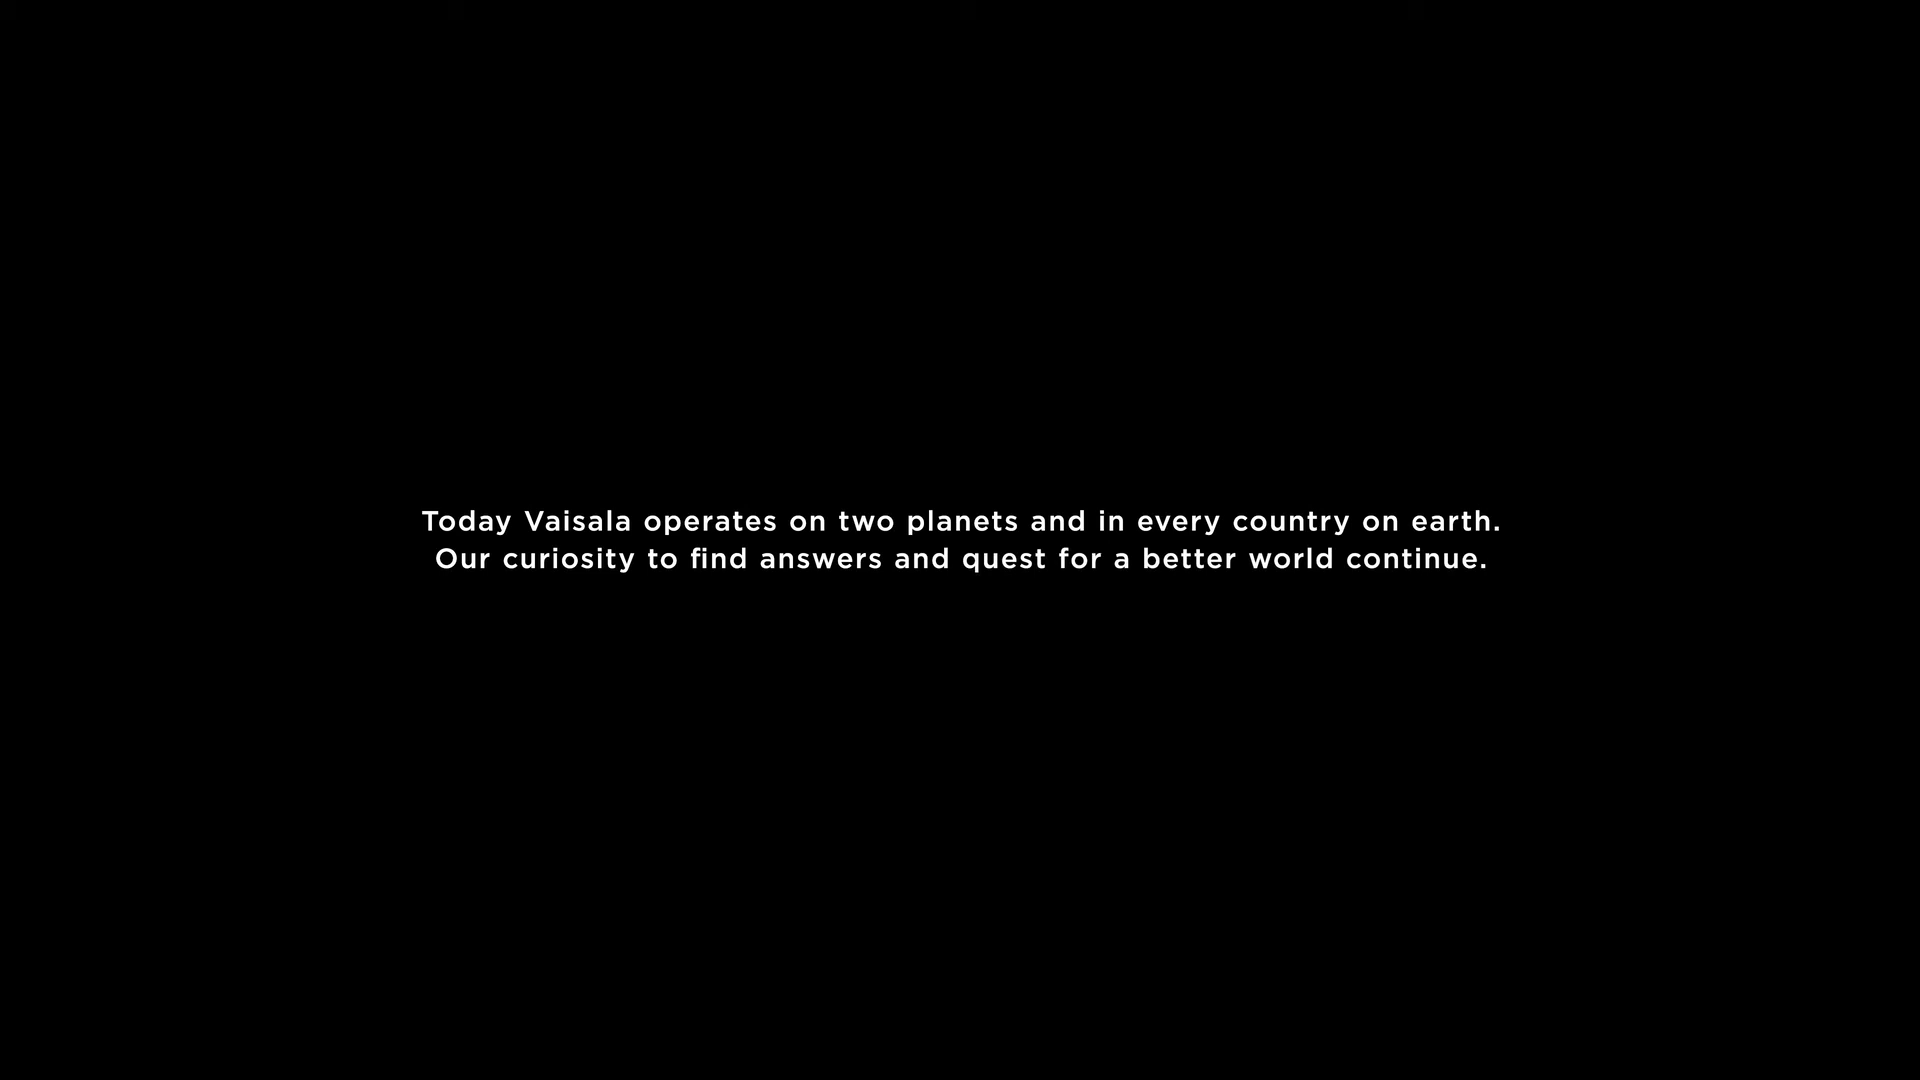 Today Vaisala operates on two planets and in every country on earth.
Our curiosity to find answers and quest for a better world continue.